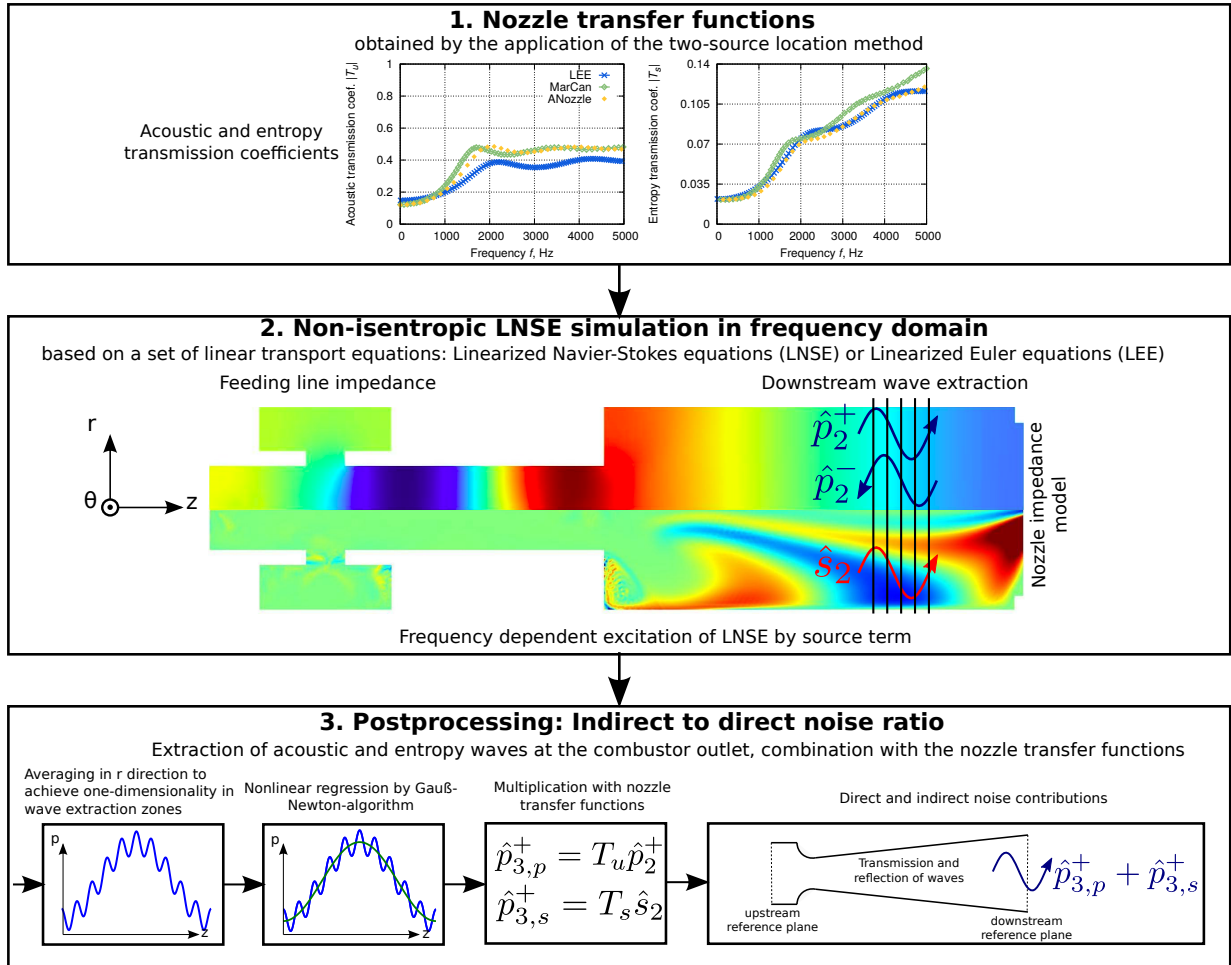 1. Nozzle transfer functions
obtained by the application of the two-source location method
Acoustic and entropy
transmission coefficients
Acoustic transmission coef. |T_u|
1
0.8
0.6
0.4
0.2
0
LEE
MarCan
ANozzle
0 1000 2000 3000 4000 5000
Frequency f, Hz
Entropy transmission coef. |T_s|
0.14
0.105
0.07
0.035
0
0 1000 2000 3000 4000 5000
Frequency f, Hz
2. Non-isentropic LNSE simulation in frequency domain
based on a set of linear transport equations: Linearized Navier-Stokes equations (LNSE) or Linearized Euler equations (LEE)
Feeding line impedance
Downstream wave extraction
r
θ
z
p̂₂⁺
p̂₂⁻
ŝ₂
Nozzle impedance
model
Frequency dependent excitation of LNSE by source term
3. Postprocessing: Indirect to direct noise ratio
Extraction of acoustic and entropy waves at the combustor outlet, combination with the nozzle transfer functions
Averaging in r direction to
achieve one-dimensionality in
wave extraction zones
p
z
Nonlinear regression by Gauß-
Newton-algorithm
p
z
Multiplication with nozzle
transfer functions
p̂⁺_{3,p} = T_u p̂₂⁺
p̂⁺_{3,s} = T_s ŝ₂
Direct and indirect noise contributions
Transmission and
reflection of waves
p̂⁺_{3,p} + p̂⁺_{3,s}
upstream
reference plane
downstream
reference plane